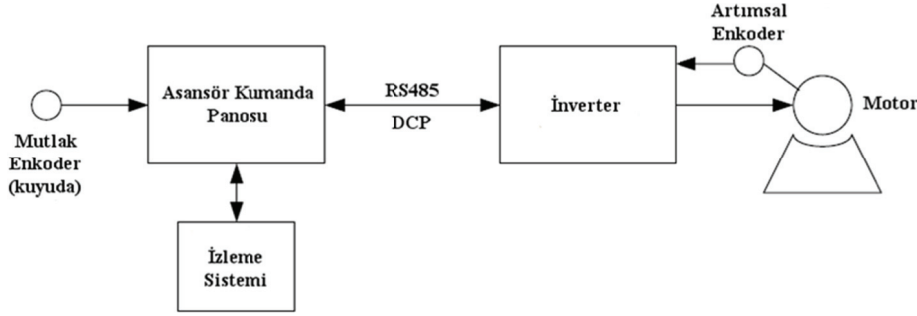 Artımsal
Enkoder
Asansör Kumanda
Panosu
RS485
DCP
İnverter
Motor
Mutlak
Enkoder
(kuyuda)
İzleme
Sistemi